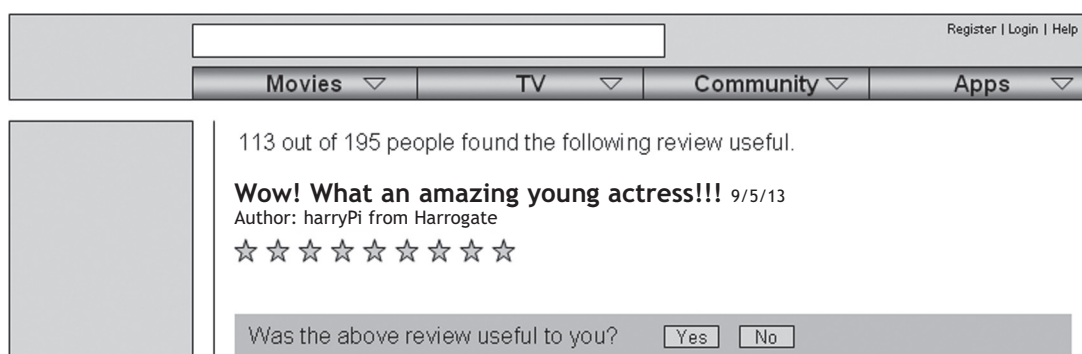 Register | Login | Help
Movies TV Community Apps
113 out of 195 people found the following review useful.
Wow! What an amazing young actress!!! 9/5/13
Author: harryPi from Harrogate
Was the above review useful to you? Yes No